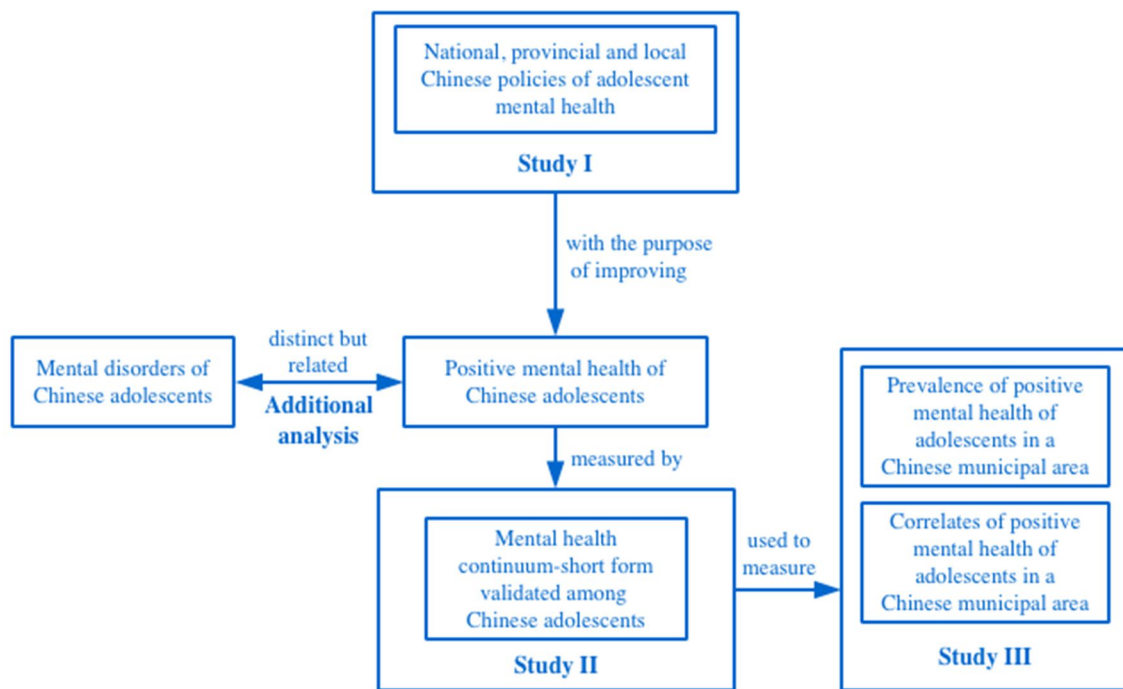 National, provincial and local
Chinese policies of adolescent
mental health
Study I
with the purpose
of improving
Mental disorders of
Chinese adolescents
distinct but
related
Additional
analysis
Positive mental health of
Chinese adolescents
measured by
Mental health
continuum-short form
validated among
Chinese adolescents
Study II
used to
measure
Prevalence of positive
mental health of
adolescents in a
Chinese municipal area
Correlates of positive
mental health of
adolescents in a
Chinese municipal area
Study III